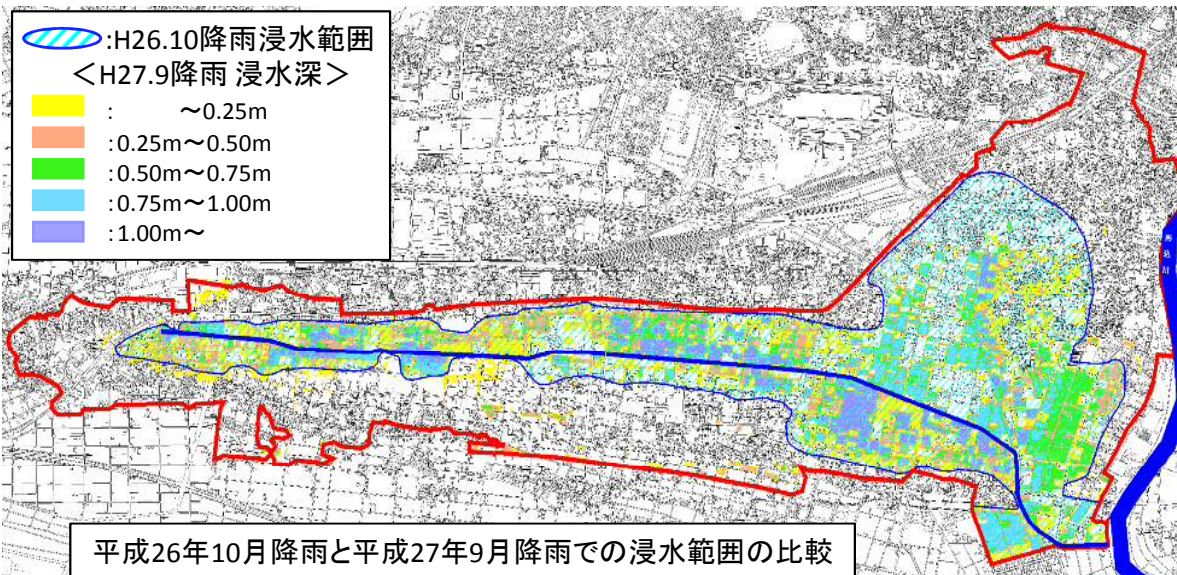 :H26.10降雨浸水範囲
＜H27.9降雨 浸水深＞
: ～0.25m
:0.25m～0.50m
:0.50m～0.75m
:0.75m～1.00m
:1.00m～
馬込川
平成26年10月降雨と平成27年9月降雨での浸水範囲の比較